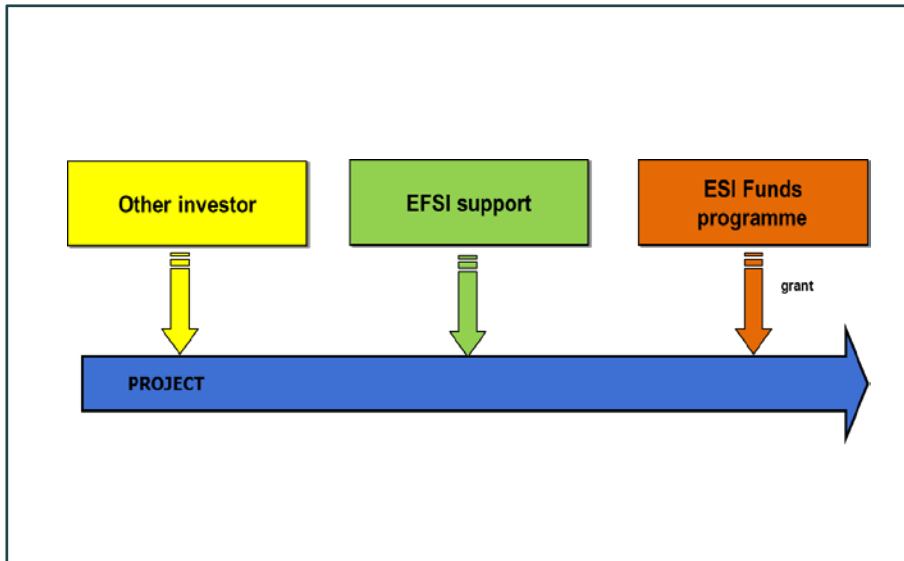 Other investor
EFSI support
ESI Funds
programme
grant
PROJECT